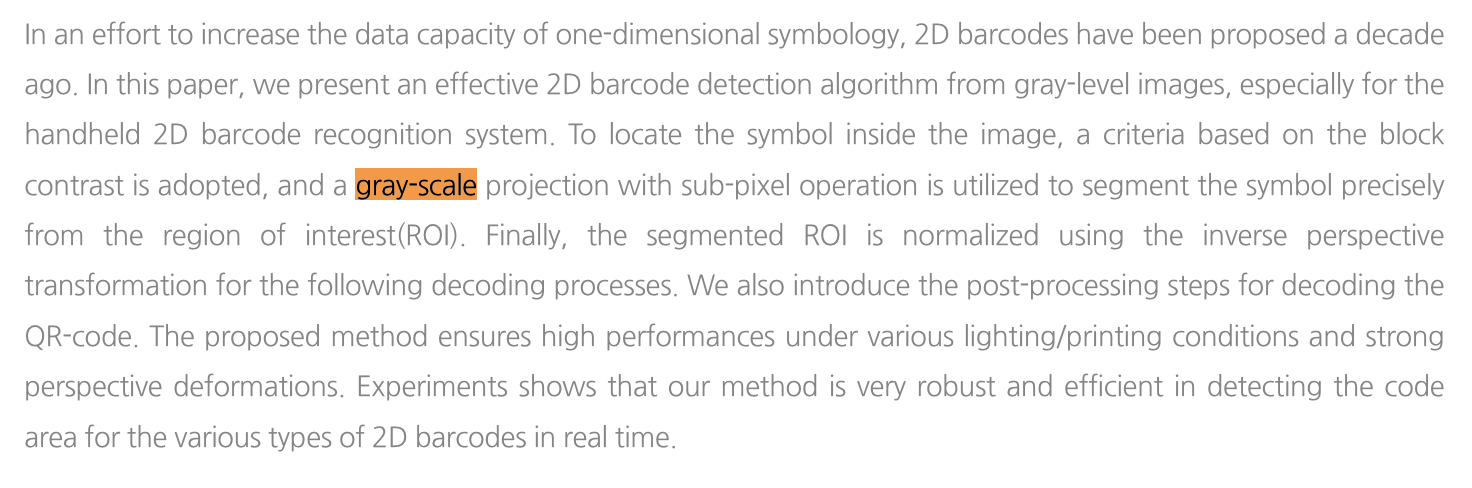 In an effort to increase the data capacity of one-dimensional symbology, 2D barcodes have been proposed a decade
ago. In this paper, we present an effective 2D barcode detection algorithm from gray-level images, especially for the
handheld 2D barcode recognition system. To locate the symbol inside the image, a criteria based on the block
contrast is adopted, and a gray-scale projection with sub-pixel operation is utilized to segment the symbol precisely
from the region of interest(ROI). Finally, the segmented ROI is normalized using the inverse perspective
transformation for the following decoding processes. We also introduce the post-processing steps for decoding the
QR-code. The proposed method ensures high performances under various lighting/printing conditions and strong
perspective deformations. Experiments shows that our method is very robust and efficient in detecting the code
area for the various types of 2D barcodes in real time.